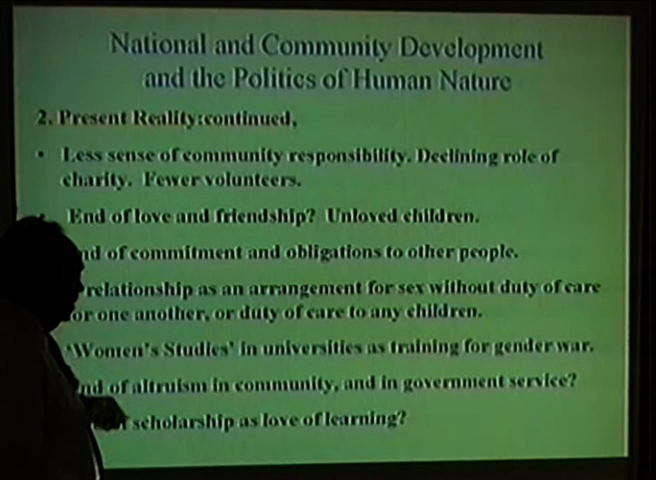 National and Community Development
and the Politics of Human Nature
2. Present Reality:continued,
• Less sense of community responsibility. Declining role of
charity. Fewer volunteers.
End of love and friendship? Unloved children.
nd of commitment and obligations to other people.
relationship as an arrangement for sex without duty of care
or one another, or duty of care to any children.
'Women's Studies' in universities as training for gender war.
nd of altruism in community, and in government service?
scholarship as love of learning?